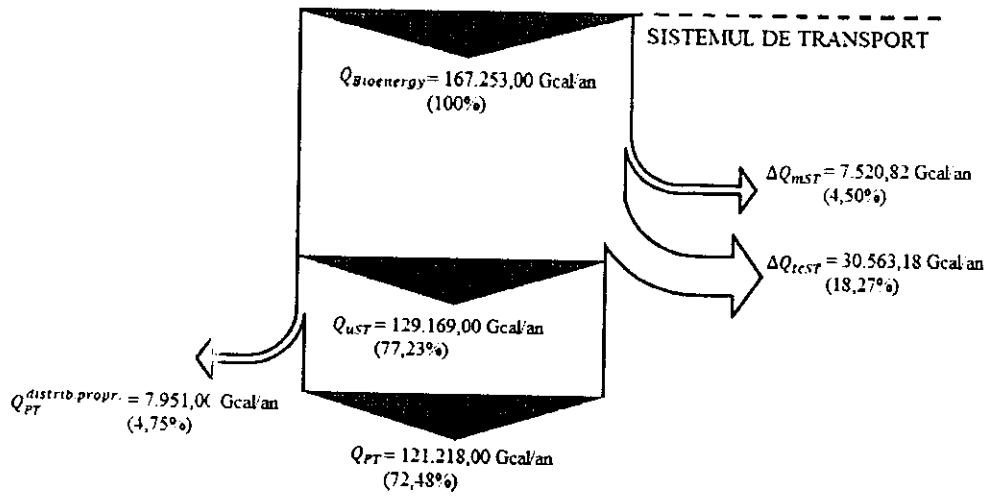 SISTEMUL DE TRANSPORT
Q_Bioenergy = 167.253,00 Gcal/an
(100%)
ΔQ_mST = 7.520,82 Gcal/an
(4,50%)
ΔQ_tcST = 30.563,18 Gcal/an
(18,27%)
Q_uST = 129.169,00 Gcal/an
(77,23%)
Q_PT^distrib.propr. = 7.951,00 Gcal/an
(4,75%)
Q_PT = 121.218,00 Gcal/an
(72,48%)